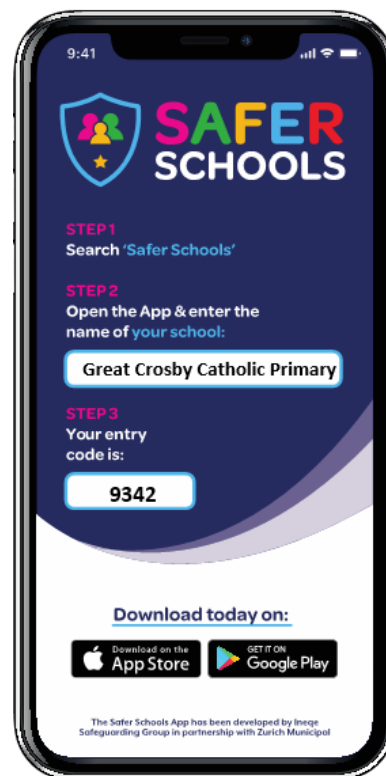 9:41
SAFER
SCHOOLS
STEP 1
Search 'Safer Schools'
STEP 2
Open the App & enter the
name of your school:
Great Crosby Catholic Primary
STEP 3
Your entry
code is:
9342
Download today on:
Download on the
App Store
GET IT ON
Google Play
The Safer Schools App has been developed by Ineqe
Safeguarding Group in partnership with Zurich Municipal